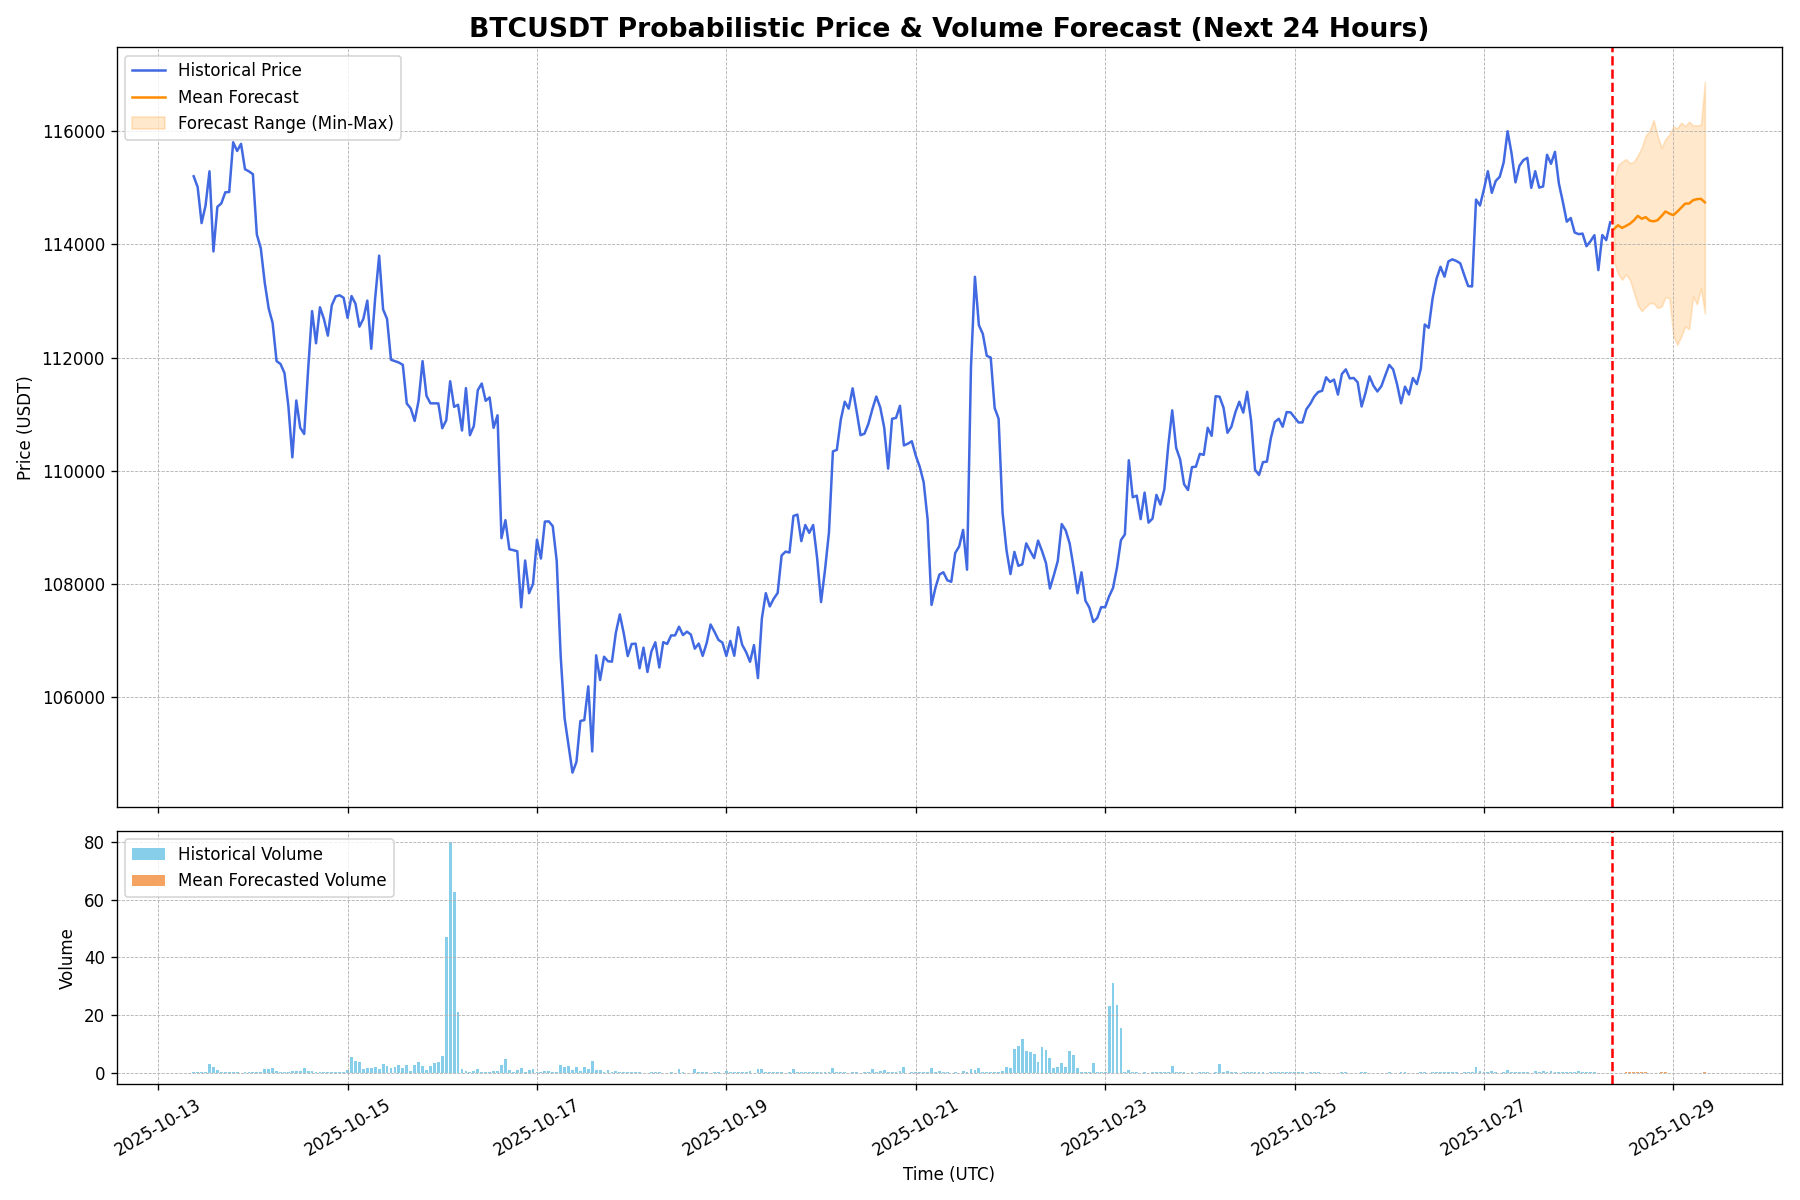 BTCUSDT Probabilistic Price & Volume Forecast (Next 24 Hours)
Historical Price
Mean Forecast
Forecast Range (Min-Max)
116000
114000
112000
110000
108000
106000
Price (USDT)
Historical Volume
Mean Forecasted Volume
80
60
40
20
0
Volume
2025-10-13
2025-10-15
2025-10-17
2025-10-19
2025-10-21
2025-10-23
2025-10-25
2025-10-27
2025-10-29
Time (UTC)